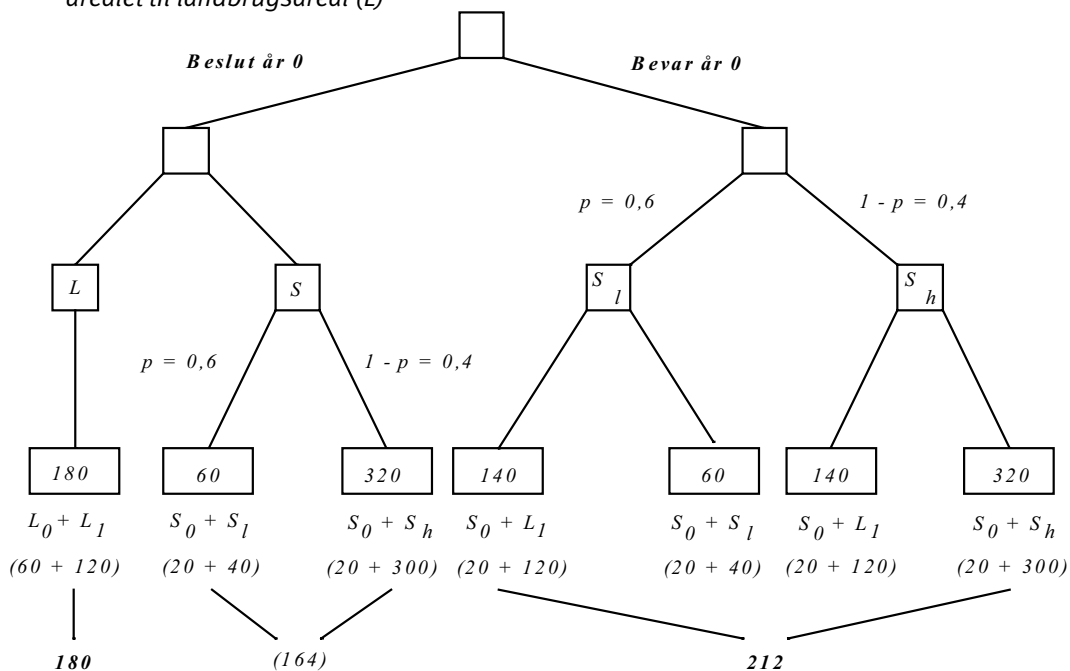 arealet til landbrugsareal (L)
Beslut år 0 Bevar år 0
p = 0,6 1 - p = 0,4
L S S l S h
p = 0,6 1 - p = 0,4
180 60 320 140 60 140 320
L0 + L1 S0 + Sl S0 + Sh S0 + L1 S0 + Sl S0 + L1 S0 + Sh
(60 + 120) (20 + 40) (20 + 300) (20 + 120) (20 + 40) (20 + 120) (20 + 300)
180 (164) 212